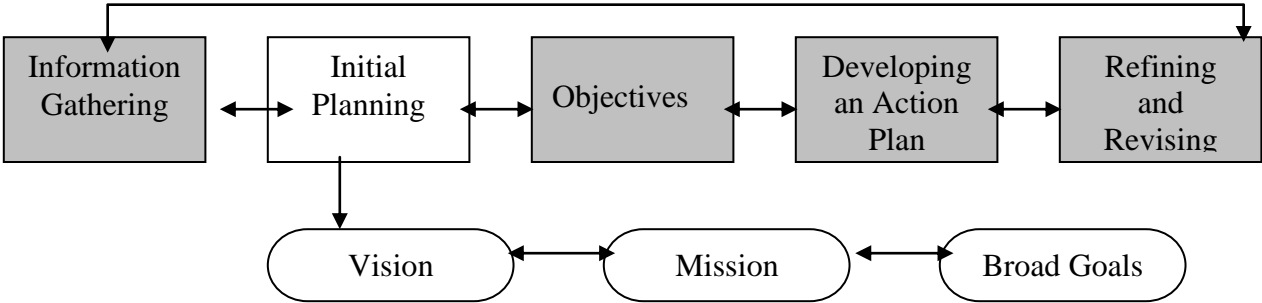 Information
Gathering
Initial
Planning
Objectives
Developing
an Action
Plan
Refining
and
Revising
Vision
Mission
Broad Goals